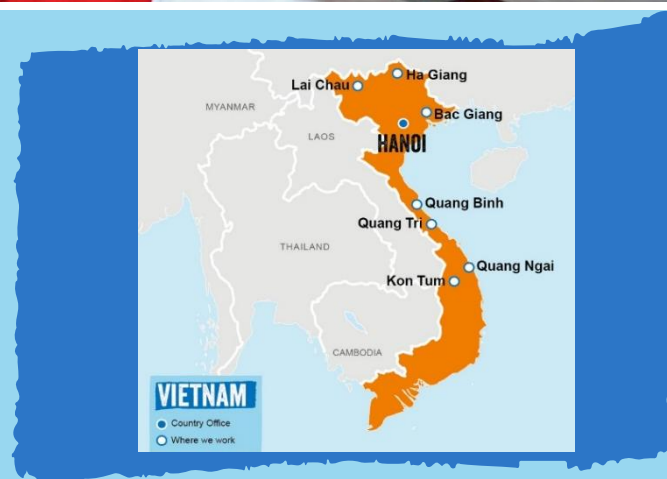 Ha Giang
Lai Chau
MYANMAR
Bac Giang
LAOS
HANOI
Quang Binh
Quang Tri
THAILAND
Quang Ngai
Kon Tum
CAMBODIA
VIETNAM
Country Office
Where we work